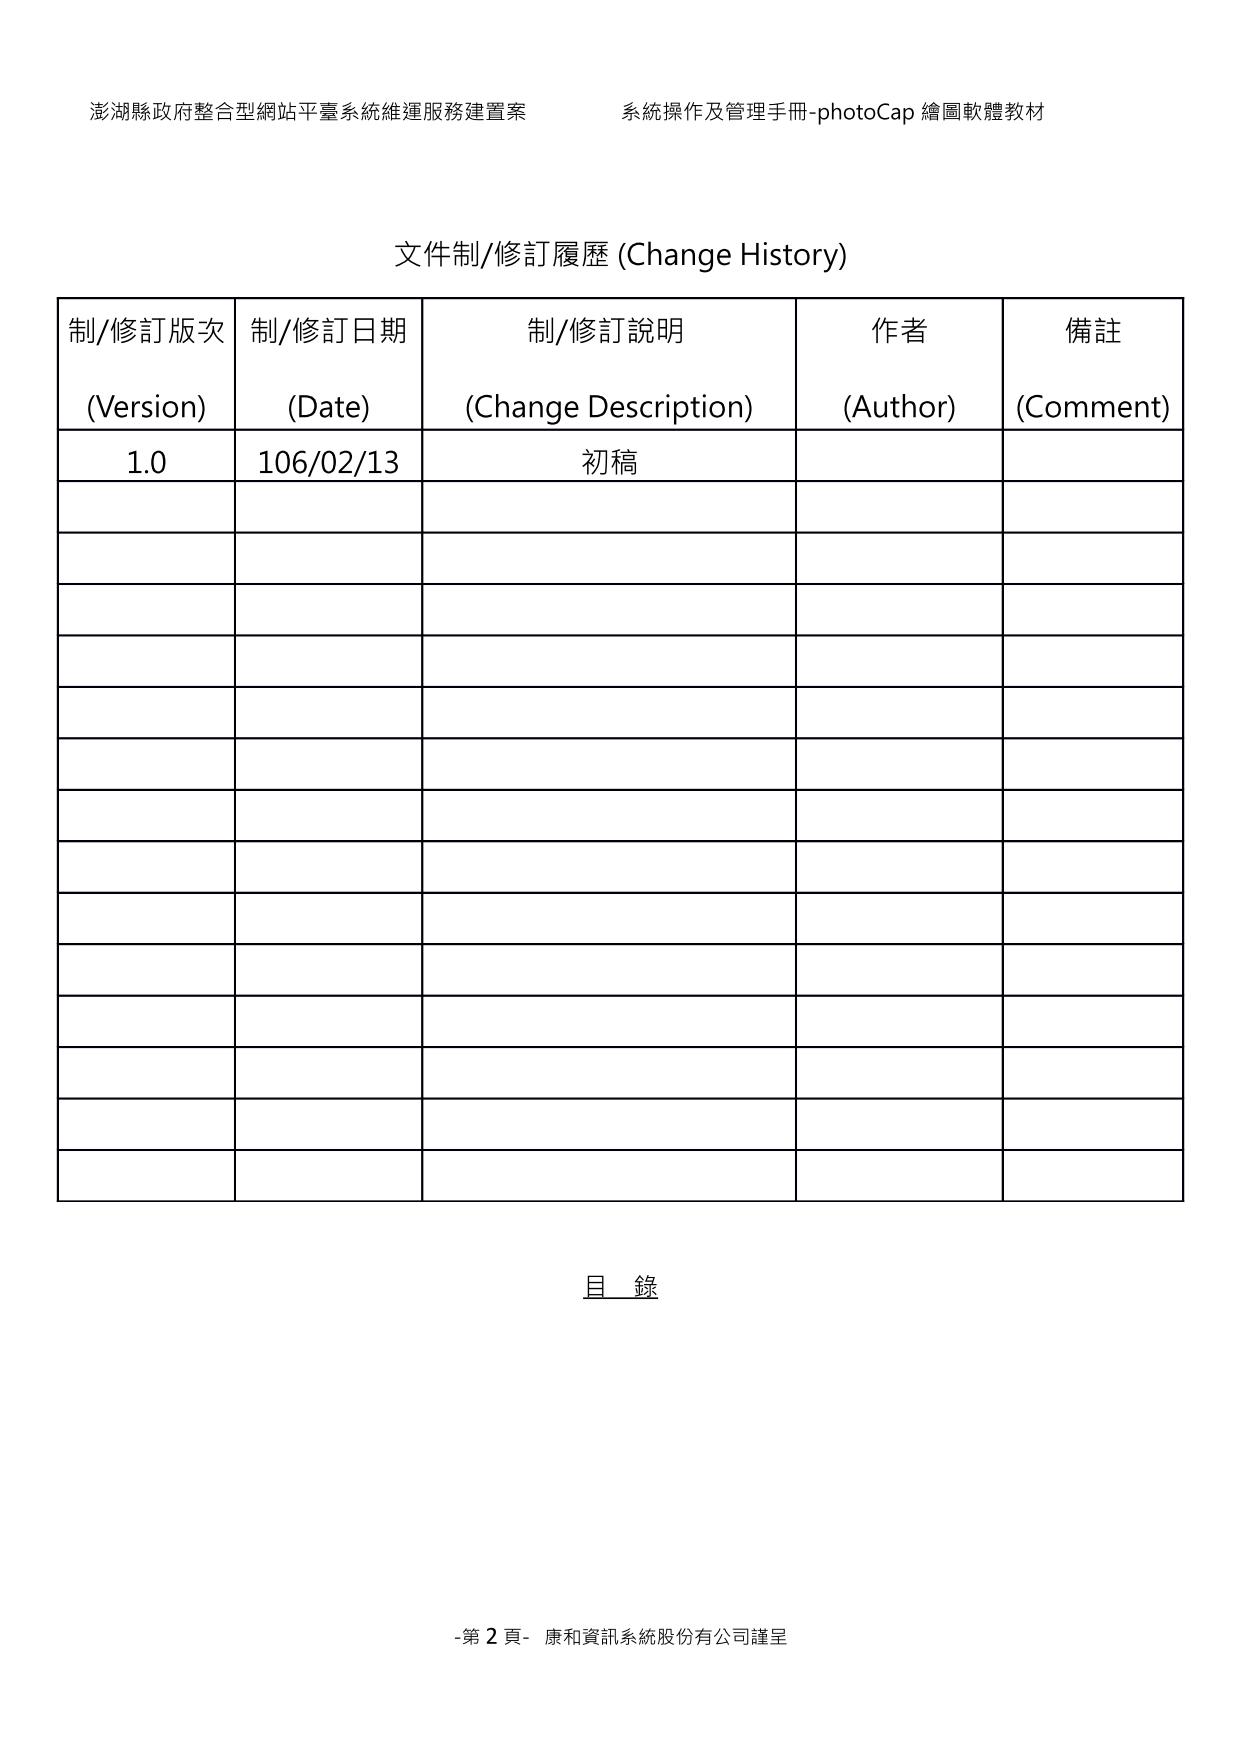 澎湖縣政府整合型網站平臺系統維運服務建置案 系統操作及管理手冊-photoCap 繪圖軟體教材
文件制/修訂履歷 (Change History)
制/修訂版次 制/修訂日期 制/修訂說明 作者 備註
(Version) (Date) (Change Description) (Author) (Comment)
1.0 106/02/13 初稿
目 錄
-第 2 頁- 康和資訊系統股份有公司謹呈